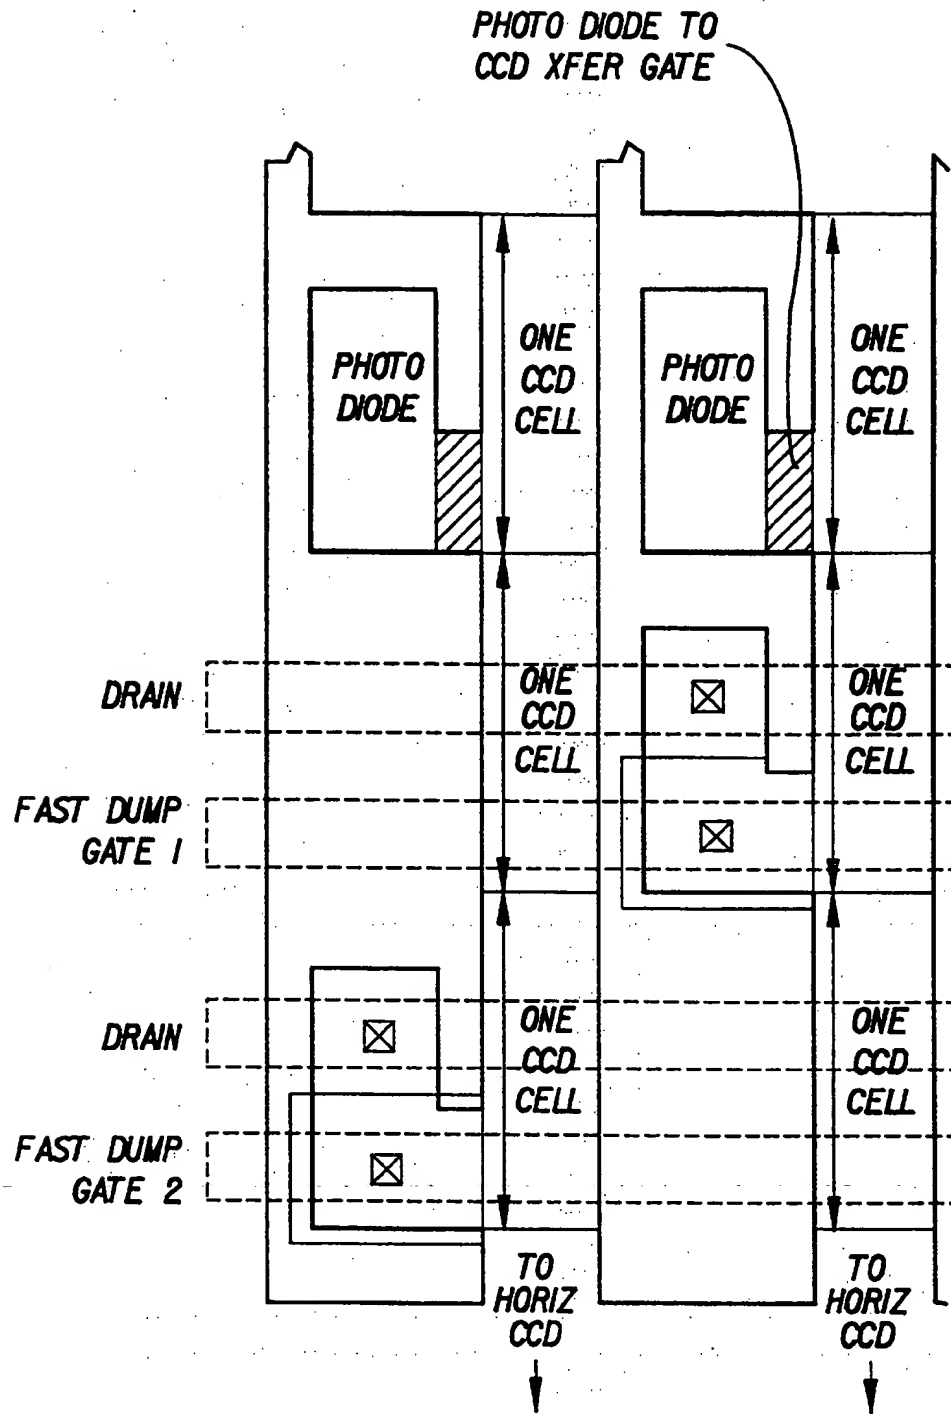 PHOTO DIODE TO
CCD XFER GATE
PHOTO
DIODE
ONE
CCD
CELL
PHOTO
DIODE
ONE
CCD
CELL
DRAIN
ONE
CCD
CELL
ONE
CCD
CELL
FAST DUMP
GATE 1
DRAIN
ONE
CCD
CELL
ONE
CCD
CELL
FAST DUMP
GATE 2
TO
HORIZ
CCD
TO
HORIZ
CCD